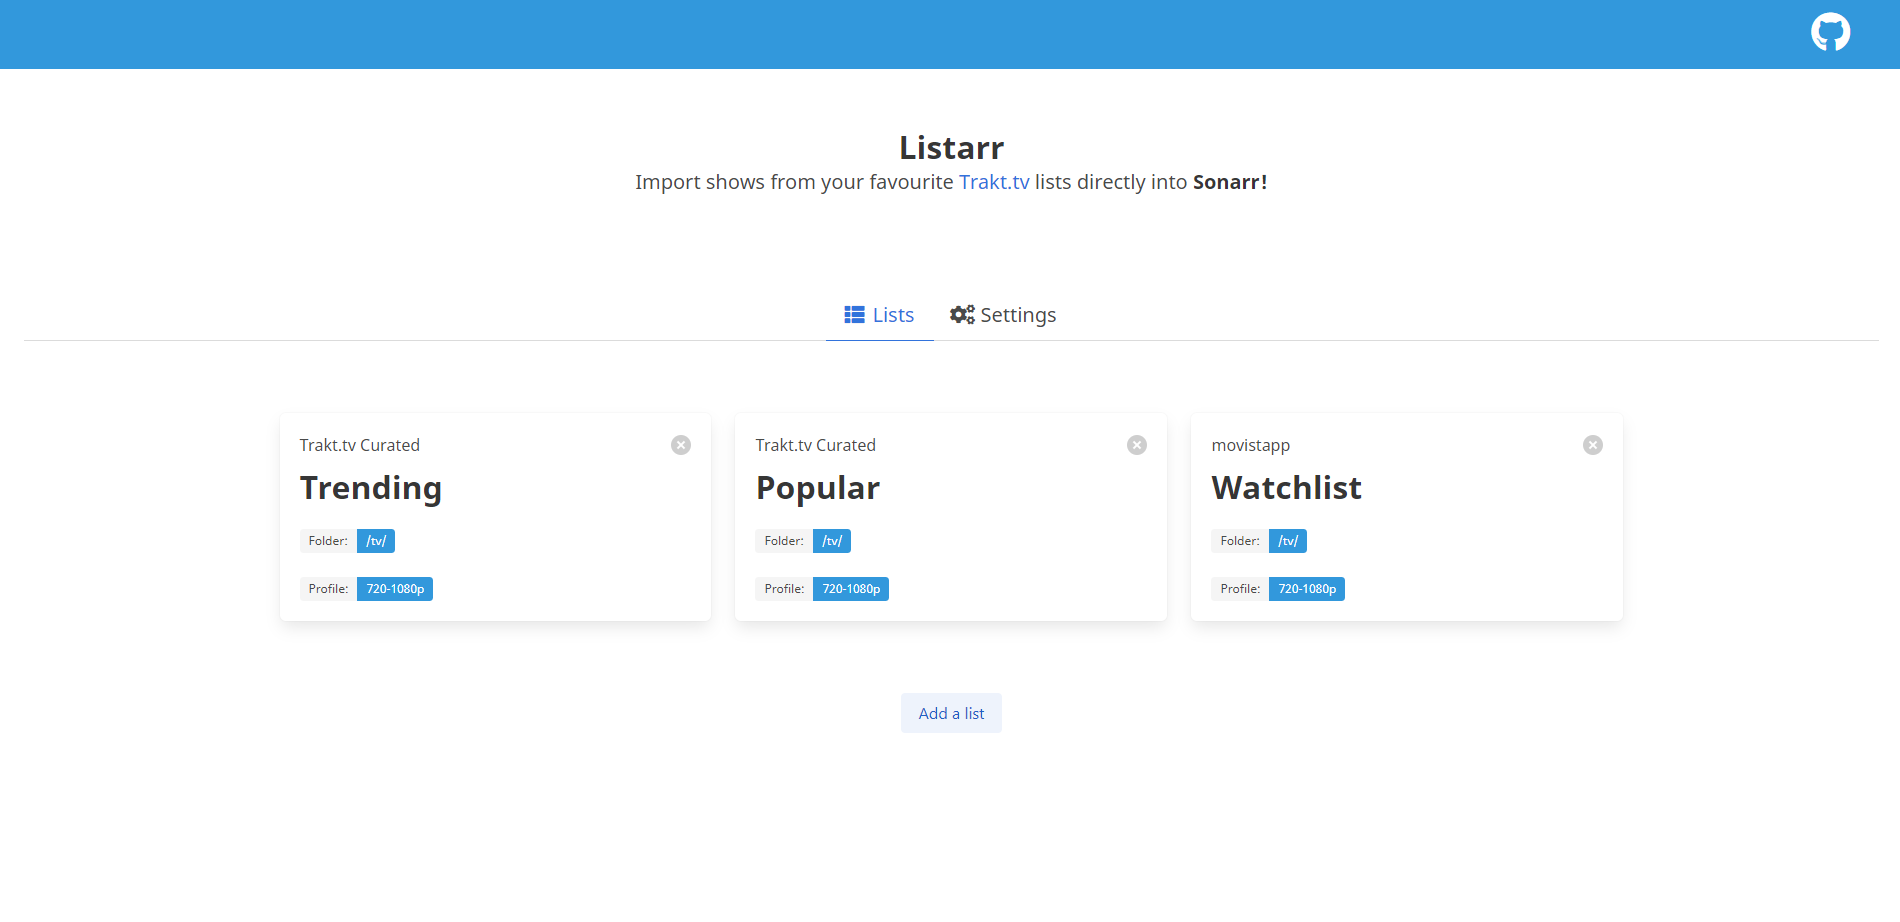 Listarr
Import shows from your favourite Trakt.tv lists directly into Sonarr!
Lists
Settings
Trakt.tv Curated
Trending
Folder: /tv/
Profile: 720-1080p
Trakt.tv Curated
Popular
Folder: /tv/
Profile: 720-1080p
movistapp
Watchlist
Folder: /tv/
Profile: 720-1080p
Add a list